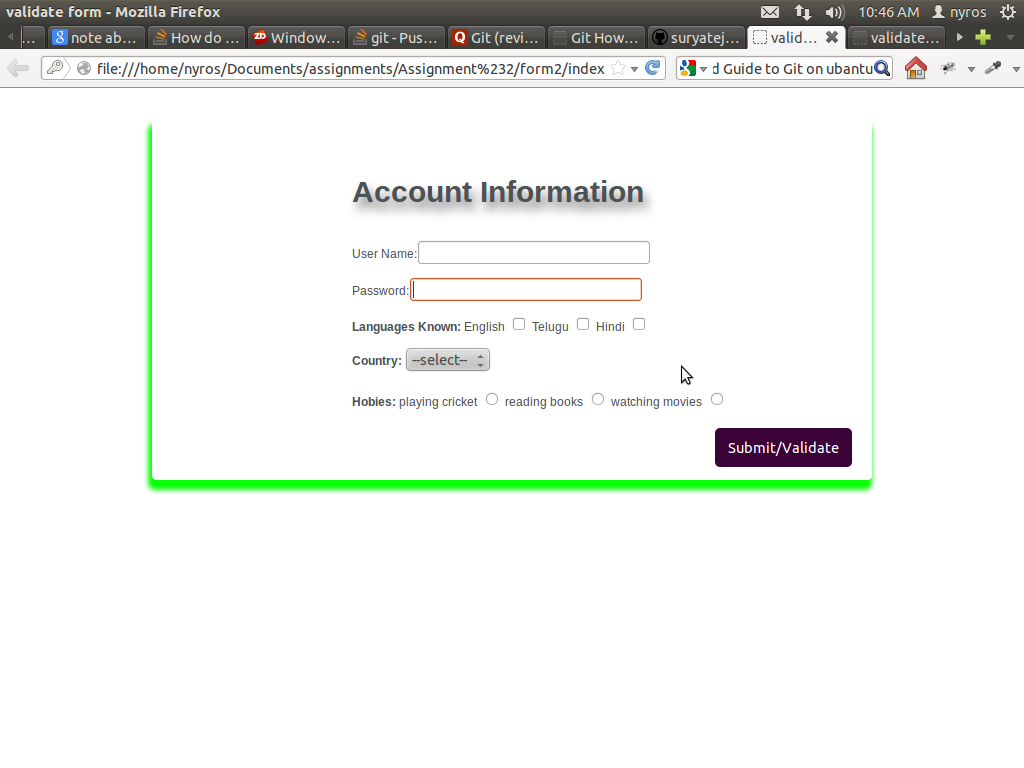 validate form - Mozilla Firefox
10:46 AM nyros
... note ab... How do ... Window... git - Pus... Git (revi... Git How... suryatej... valid... validate...
file:///home/nyros/Documents/assignments/Assignment%232/form2/index d Guide to Git on ubantu
Account Information
User Name:
Password:
Languages Known: English Telugu Hindi
Country: --select--
Hobies: playing cricket reading books watching movies
Submit/Validate